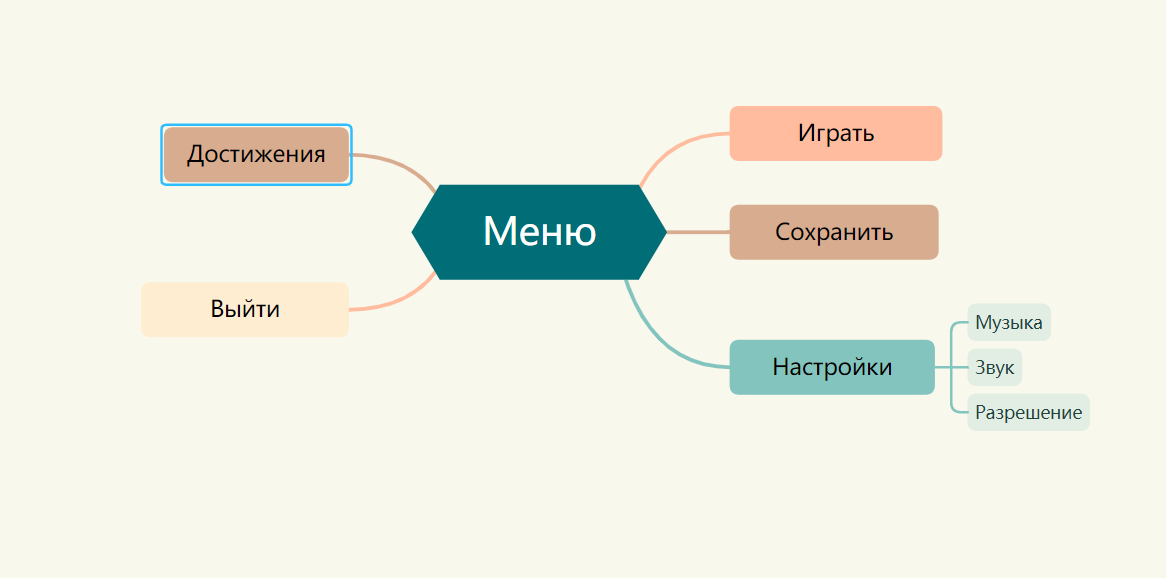 Меню
Играть
Сохранить
Настройки
Музыка
Звук
Разрешение
Достижения
Выйти